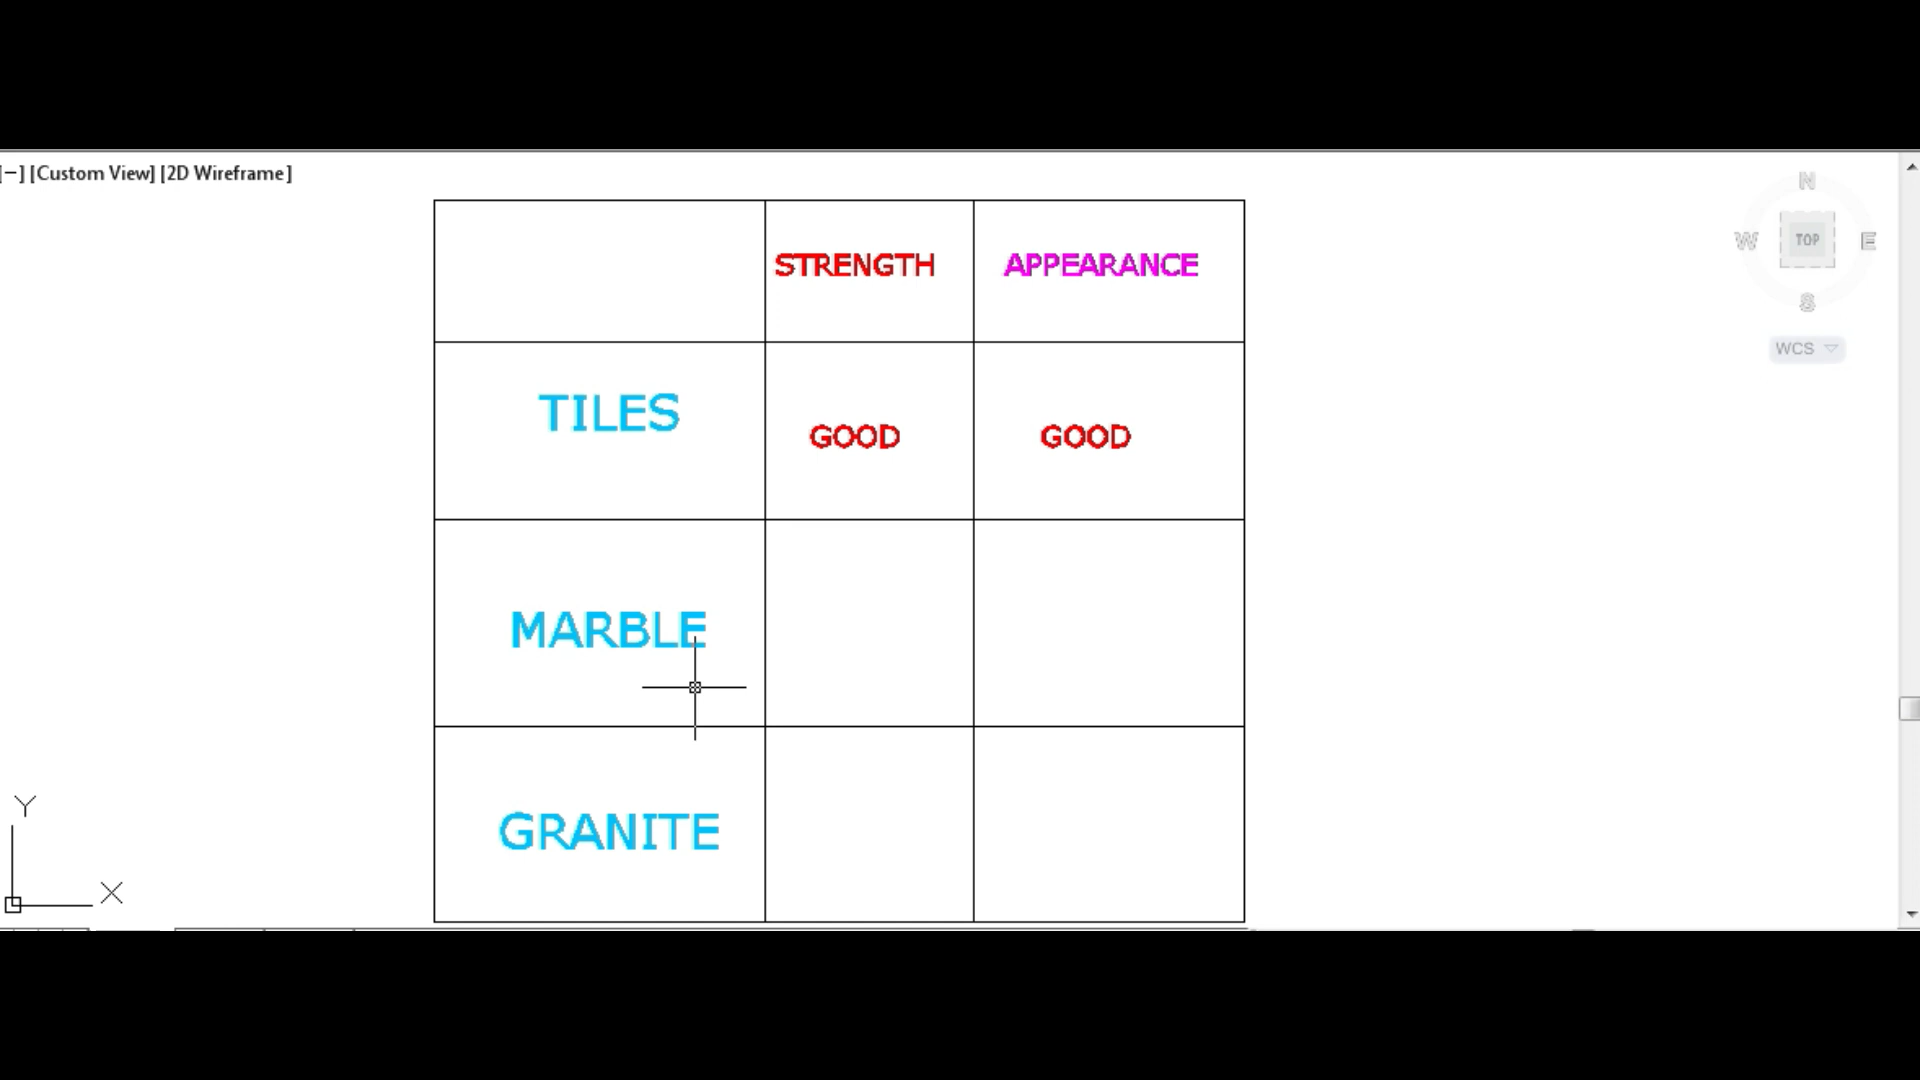 [−] [Custom View] [2D Wireframe]
N
W TOP E
S
WCS
STRENGTH APPEARANCE
TILES GOOD GOOD
MARBLE
GRANITE
Y
X